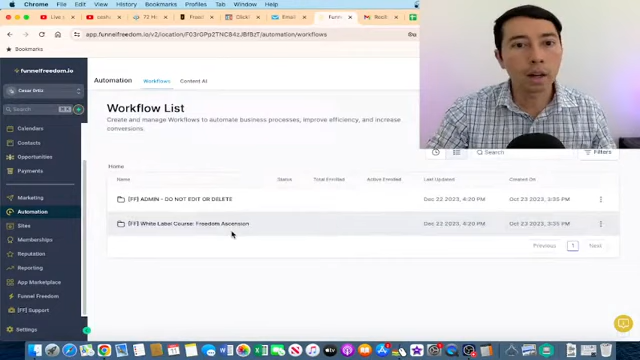 Chrome File Edit View History Bookmarks Profiles Tab Window Help
Live
72 H
Email
Funne
app.funnelfreedom.io/v2/location/F03rGPz2TNC84zJBfBzT/automation/workflows
Bookmarks
funnelfreedom.io
Cesar Ortiz
Search
Calendars
Contacts
Opportunities
Payments
Marketing
Automation
Sites
Memberships
Reputation
Reporting
App Marketplace
Funnel Freedom
[FF] Support
Settings
Automation Workflows Content AI
Workflow List
Create and manage Workflows to automate business processes, improve efficiency, and increase
conversions.
Search Filters
Home
Name Status Total Enrolled Active Enrolled Last Updated Created On
[FF] ADMIN - DO NOT EDIT OR DELETE Dec 22 2023, 4:20 PM Oct 23 2023, 3:35 PM
[FF] White Label Course: Freedom Ascension Dec 22 2023, 4:20 PM Oct 23 2023, 3:35 PM
Previous 1 Next